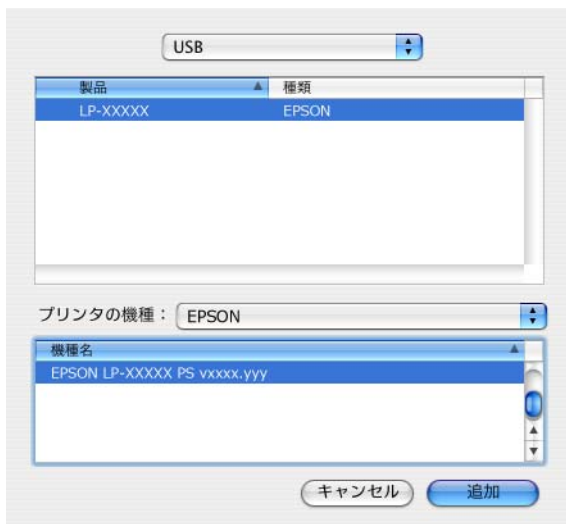 USB
製品 種類
LP-XXXXX EPSON
プリンタの機種： EPSON
機種名
EPSON LP-XXXXX PS vxxxx.yyy
キャンセル 追加